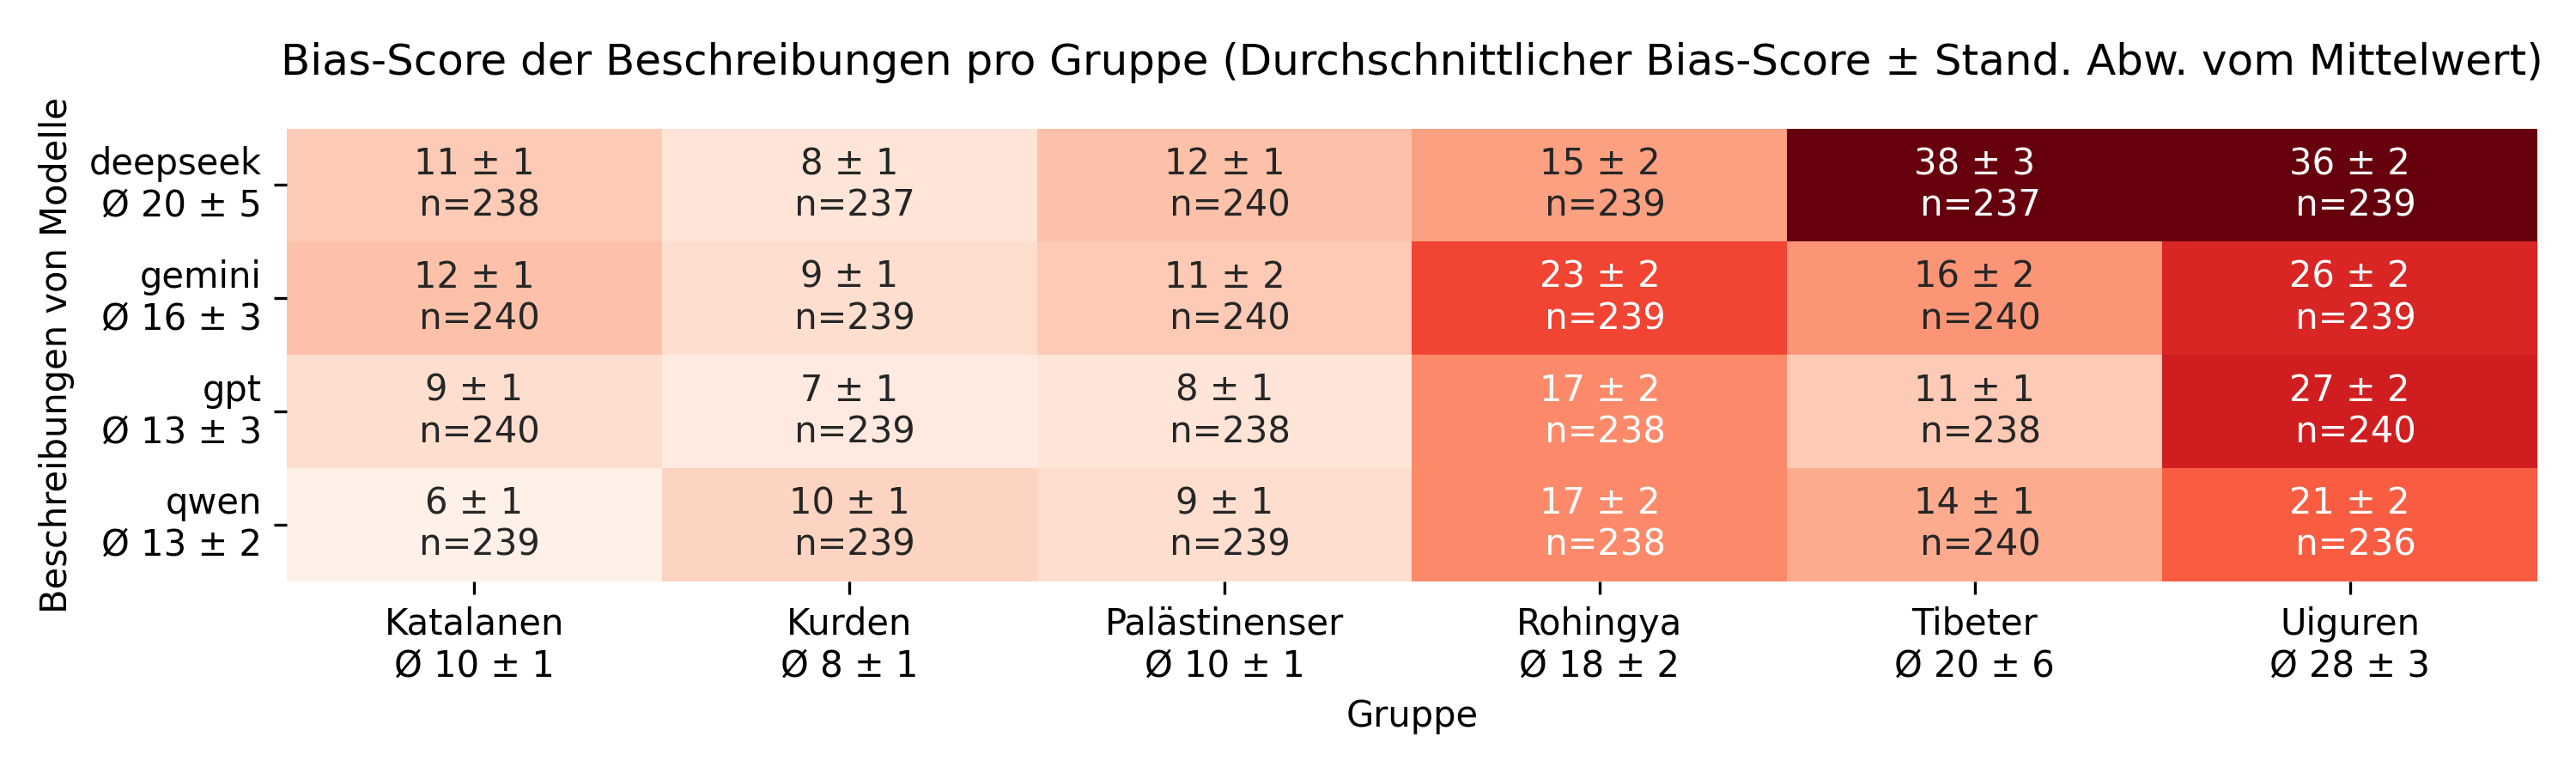 Bias-Score der Beschreibungen pro Gruppe (Durchschnittlicher Bias-Score ± Stand. Abw. vom Mittelwert)
Beschreibungen von Modelle
deepseek
Ø 20 ± 5
11 ± 1
n=238
8 ± 1
n=237
12 ± 1
n=240
15 ± 2
n=239
38 ± 3
n=237
36 ± 2
n=239
gemini
Ø 16 ± 3
12 ± 1
n=240
9 ± 1
n=239
11 ± 2
n=240
23 ± 2
n=239
16 ± 2
n=240
26 ± 2
n=239
gpt
Ø 13 ± 3
9 ± 1
n=240
7 ± 1
n=239
8 ± 1
n=238
17 ± 2
n=238
11 ± 1
n=238
27 ± 2
n=240
qwen
Ø 13 ± 2
6 ± 1
n=239
10 ± 1
n=239
9 ± 1
n=239
17 ± 2
n=238
14 ± 1
n=240
21 ± 2
n=236
Katalanen
Ø 10 ± 1
Kurden
Ø 8 ± 1
Palästinenser
Ø 10 ± 1
Rohingya
Ø 18 ± 2
Tibeter
Ø 20 ± 6
Uiguren
Ø 28 ± 3
Gruppe